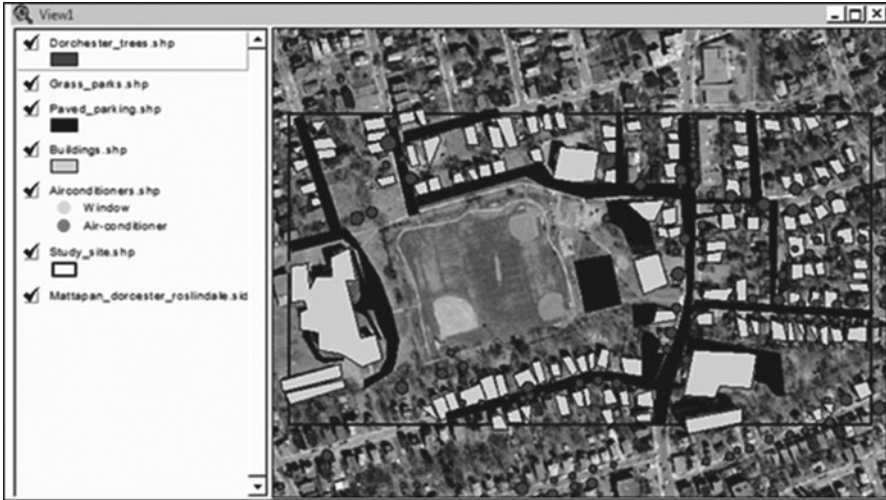 View1
Dorchester_trees.shp
Grass_parks.shp
Paved_parking.shp
Buildings.shp
Airconditioners.shp
Window
Air-conditioner
Study_site.shp
Mattapan_dorcester_roslindale.sid